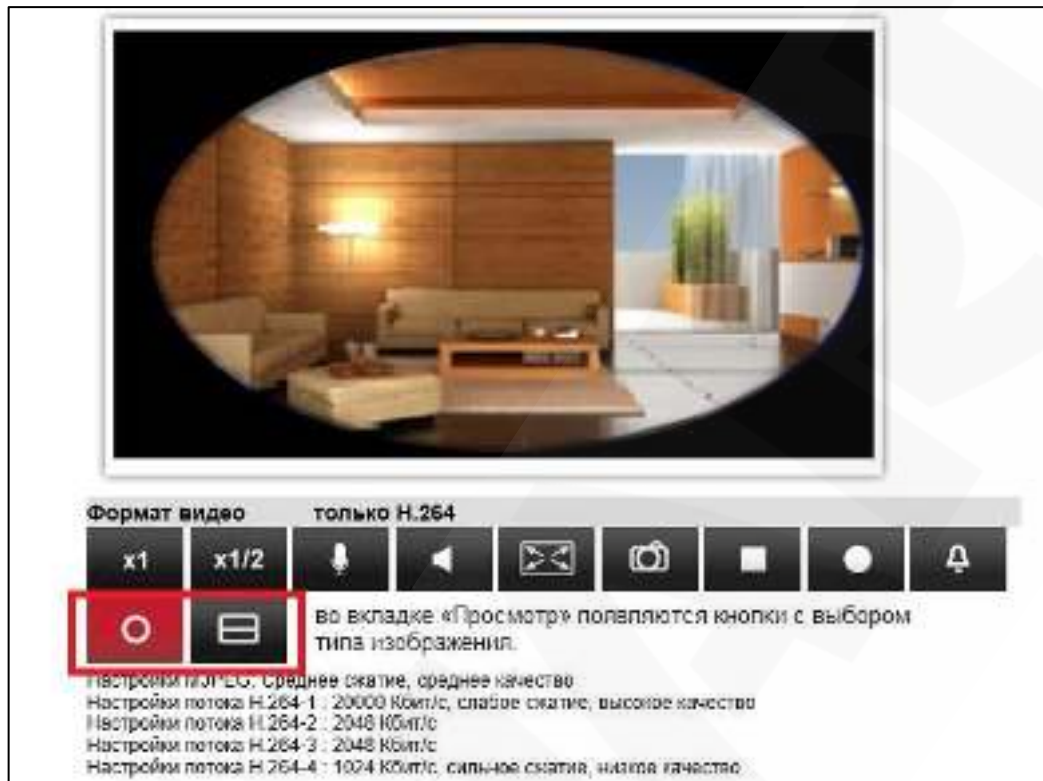 Формат видео только H.264
x1 x1/2
во вкладке «Просмотр» появляются кнопки с выбором
типа изображения.
Настройки MJPEG: Среднее сжатие, среднее качество
Настройки потока H.264-1 : 20000 Кбит/с, слабое сжатие, высокое качество
Настройки потока H.264-2 : 2048 Кбит/с
Настройки потока H.264-3 : 2048 Кбит/с
Настройки потока H.264-4 : 1024 Кбит/с, сильное сжатие, низкое качество